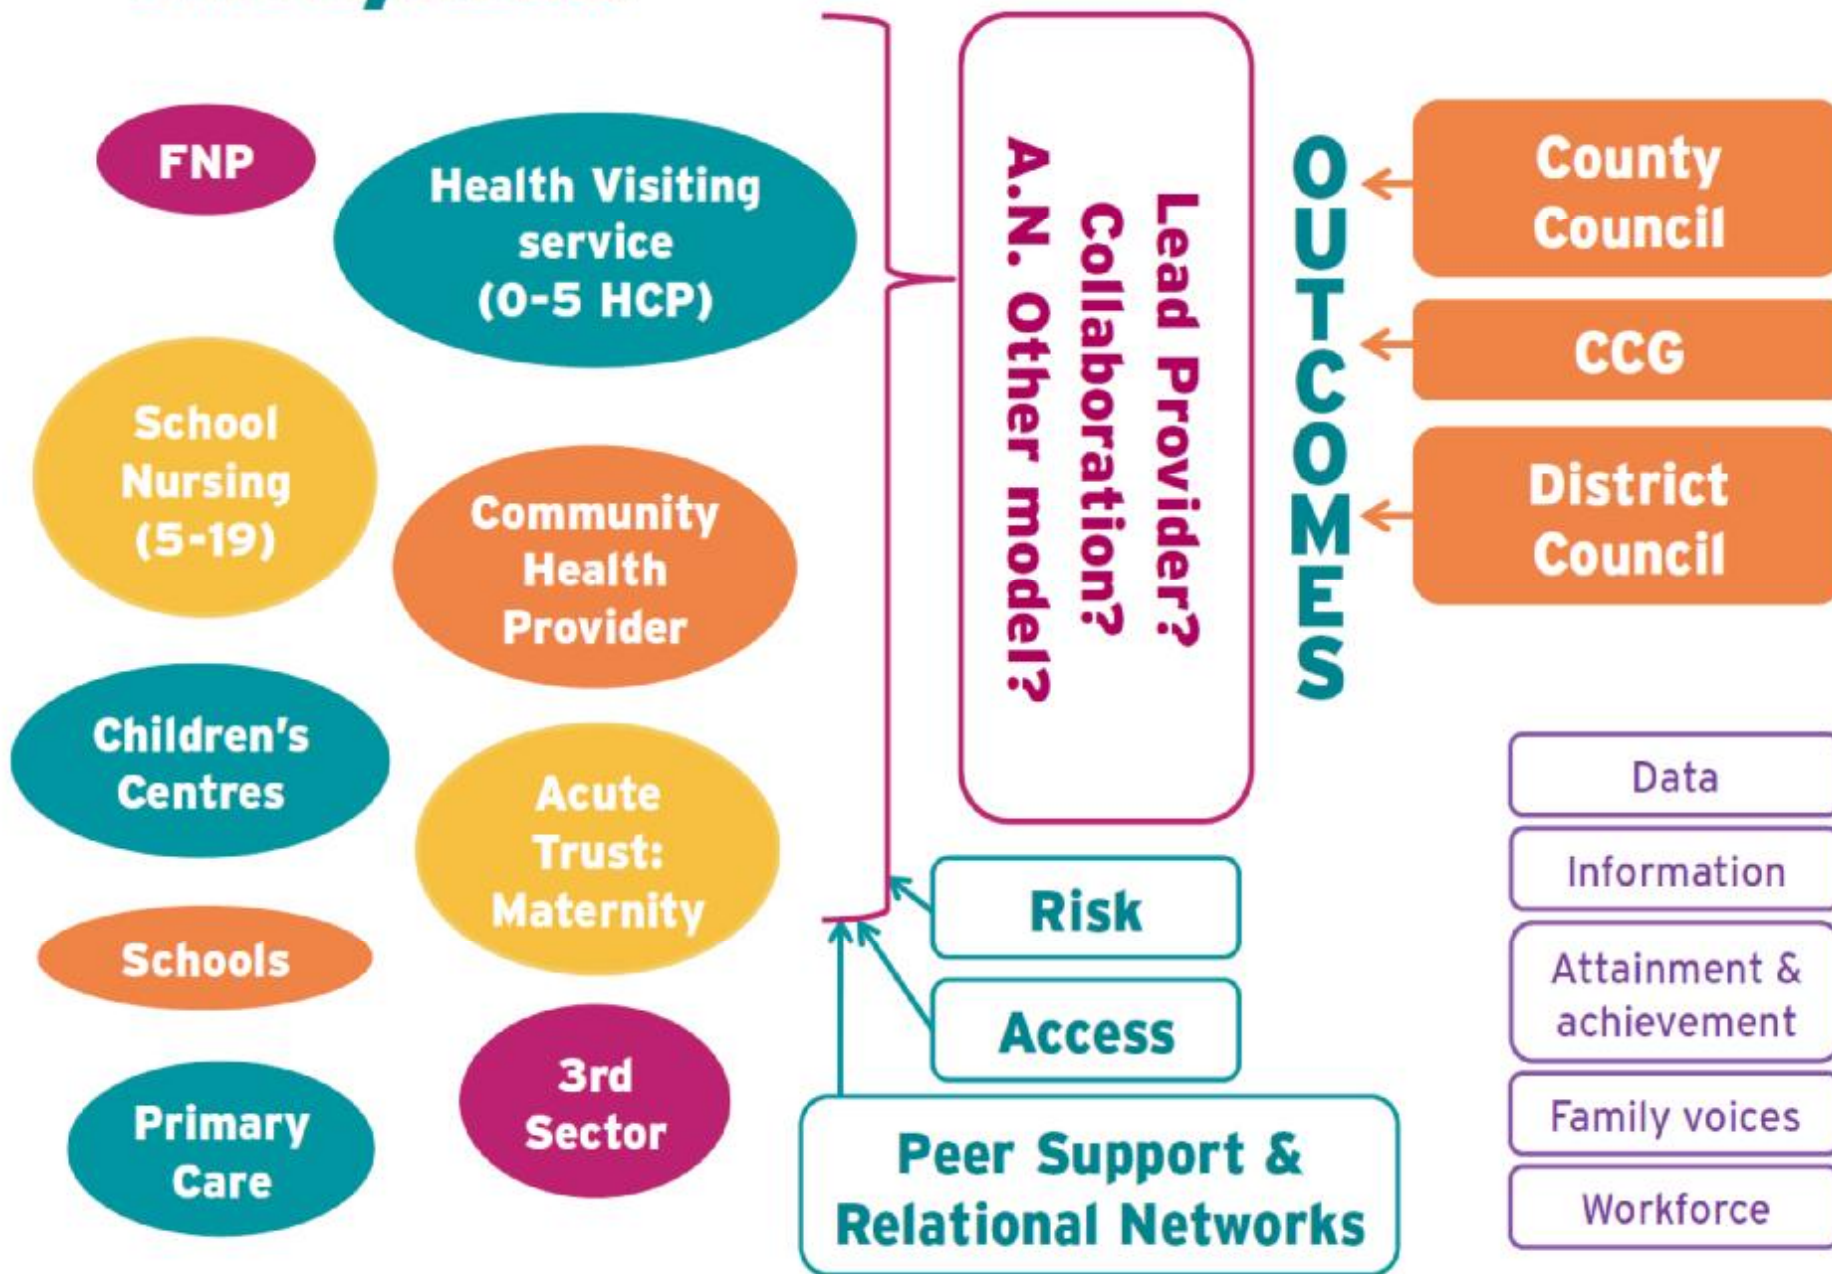 FNP
Health Visiting
service
(0-5 HCP)
School
Nursing
(5-19)
Community
Health
Provider
Children's
Centres
Acute
Trust:
Maternity
Schools
3rd
Sector
Primary
Care
Lead Provider?
Collaboration?
A.N. Other model?
OUTCOMES
County
Council
CCG
District
Council
Risk
Access
Peer Support &
Relational Networks
Data
Information
Attainment &
achievement
Family voices
Workforce